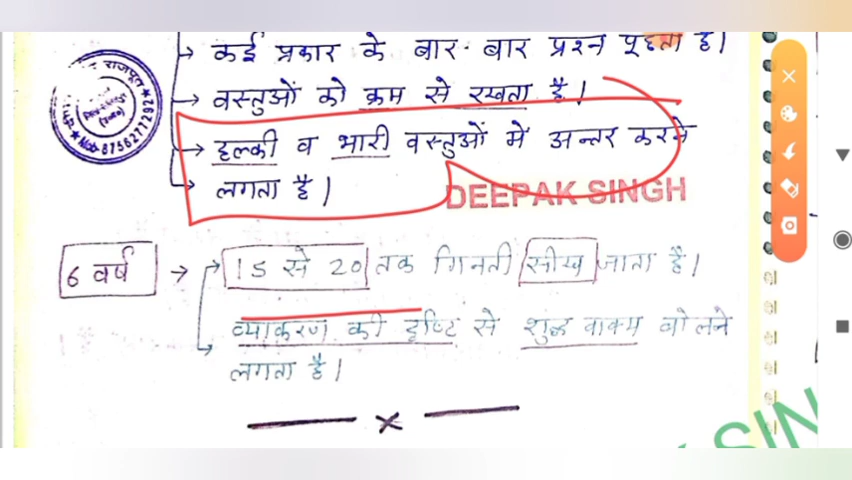 → कई प्रकार के बार-बार प्रश्न पूछता है।
→ वस्तुओं को क्रम से रखता है।
→ हल्की व भारी वस्तुओं में अन्तर करने
→ लगता है।
DEEPAK SINGH
6 वर्ष → 15 से 20 तक गिनती सीख जाता है।
व्याकरण की दृष्टि से शुद्ध वाक्य बोलने
लगता है।
— x —